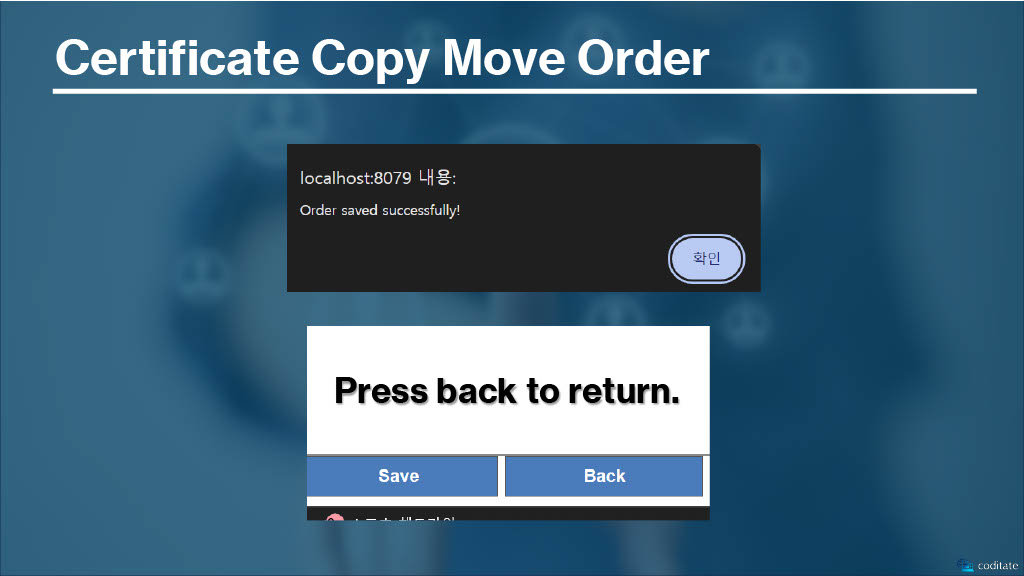 Certificate Copy Move Order
localhost:8079 내용:
Order saved successfully!
확인
Press back to return.
Save
Back
coditate